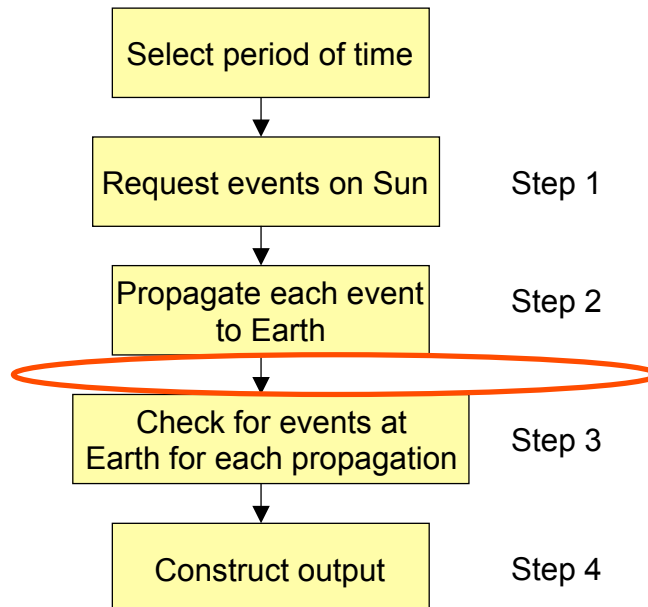 Select period of time
Request events on Sun
Step 1
Propagate each event
to Earth
Step 2
Check for events at
Earth for each propagation
Step 3
Construct output
Step 4